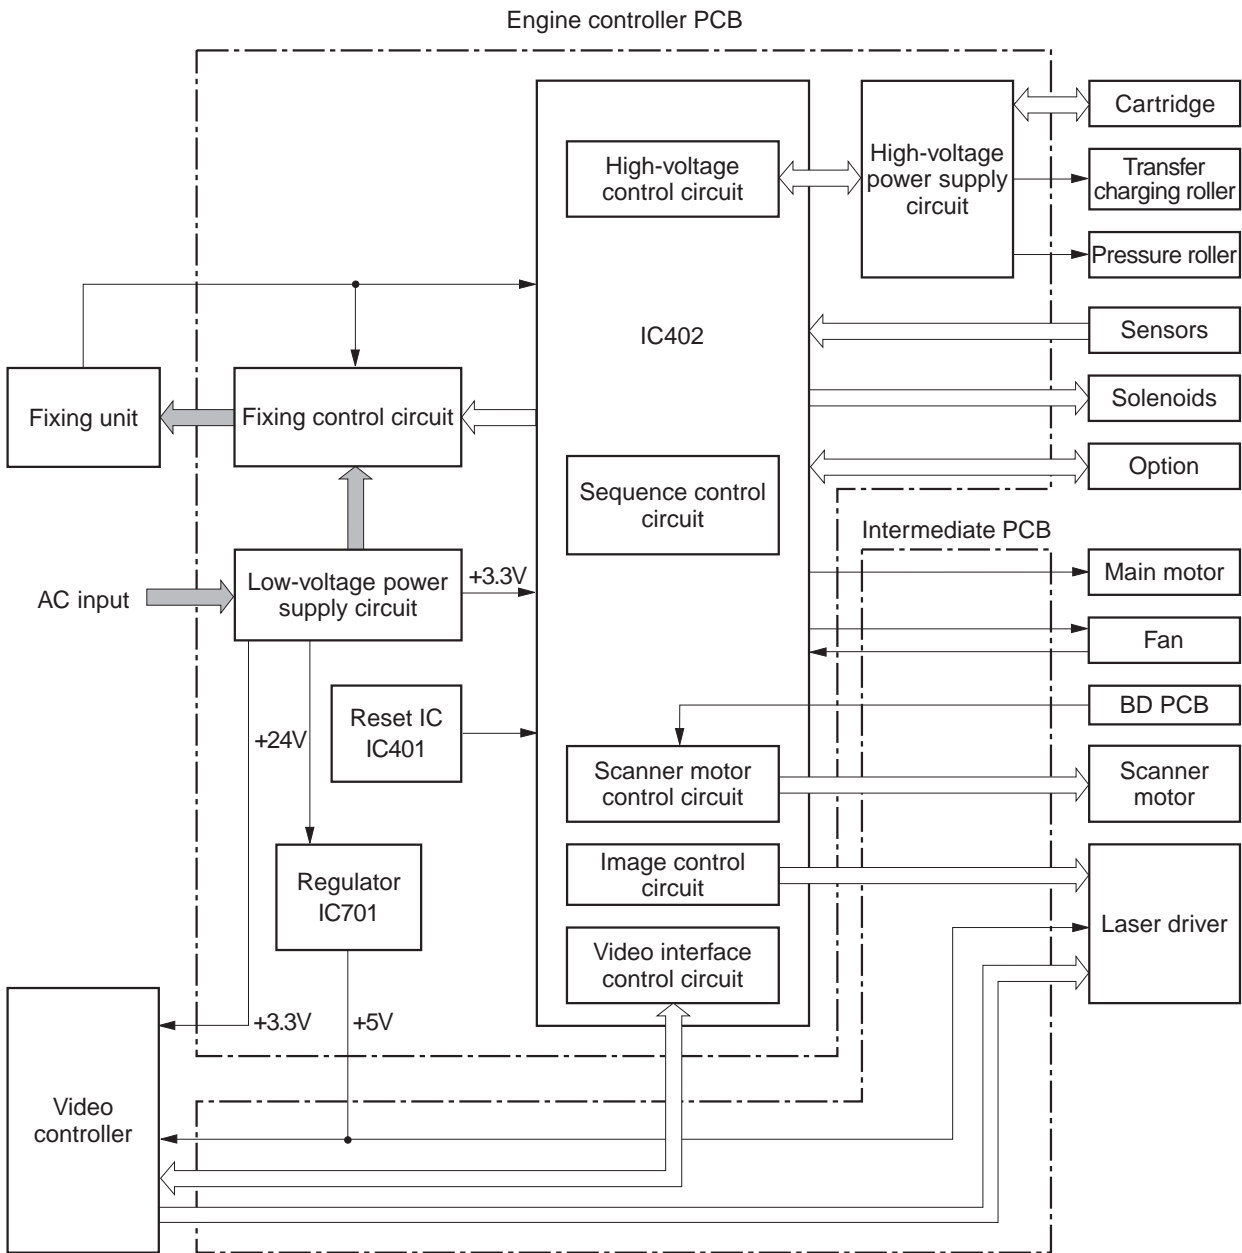 Engine controller PCB
High-voltage
control circuit
High-voltage
power supply
circuit
Cartridge
Transfer
charging roller
Pressure roller
IC402
Sensors
Solenoids
Option
Fixing unit
Fixing control circuit
Sequence control
circuit
Intermediate PCB
AC input
Low-voltage power
supply circuit
+3.3V
Main motor
Fan
BD PCB
Reset IC
IC401
+24V
Scanner motor
control circuit
Scanner
motor
Image control
circuit
Regulator
IC701
Laser driver
Video interface
control circuit
+3.3V
+5V
Video
controller